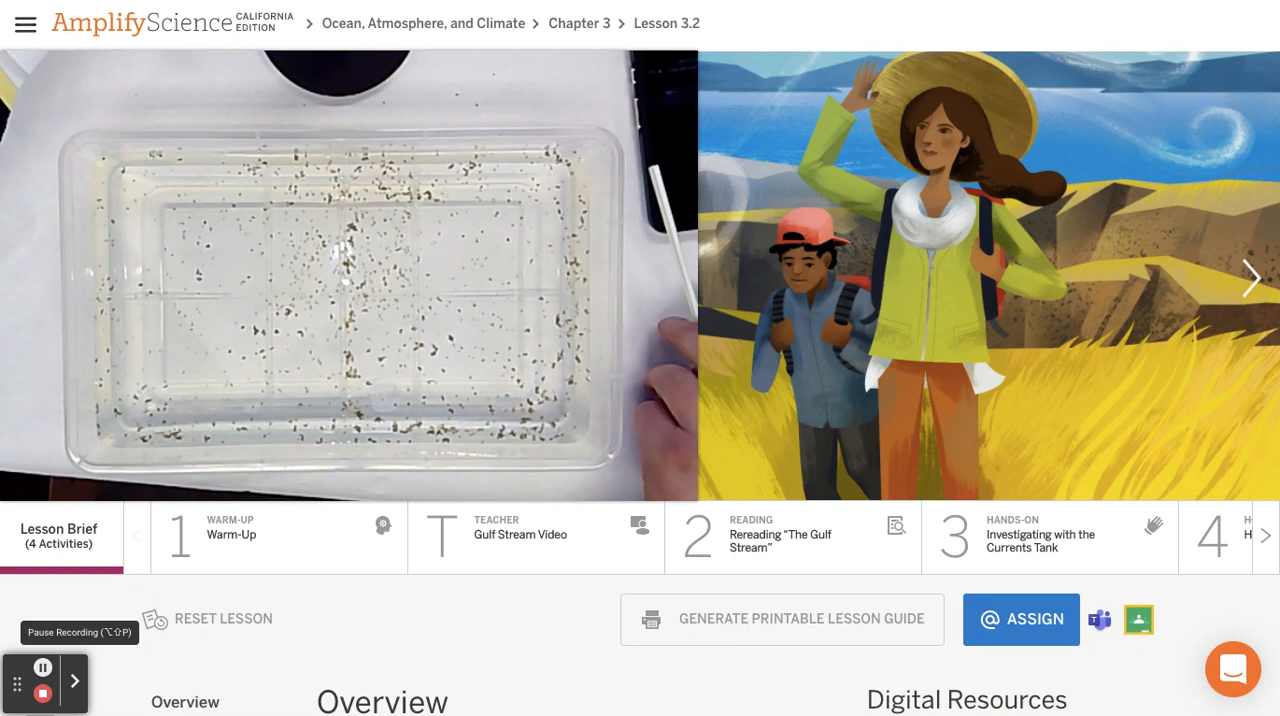 AmplifyScience CALIFORNIA EDITION > Ocean, Atmosphere, and Climate > Chapter 3 > Lesson 3.2
Lesson Brief
(4 Activities)
1 WARM-UP
Warm-Up
T TEACHER
Gulf Stream Video
2 READING
Rereading “The Gulf
Stream”
3 HANDS-ON
Investigating with the
Currents Tank
4 H
H
RESET LESSON
GENERATE PRINTABLE LESSON GUIDE
@ ASSIGN
T
Pause Recording (⌥⇧P)
Overview
Overview
Digital Resources